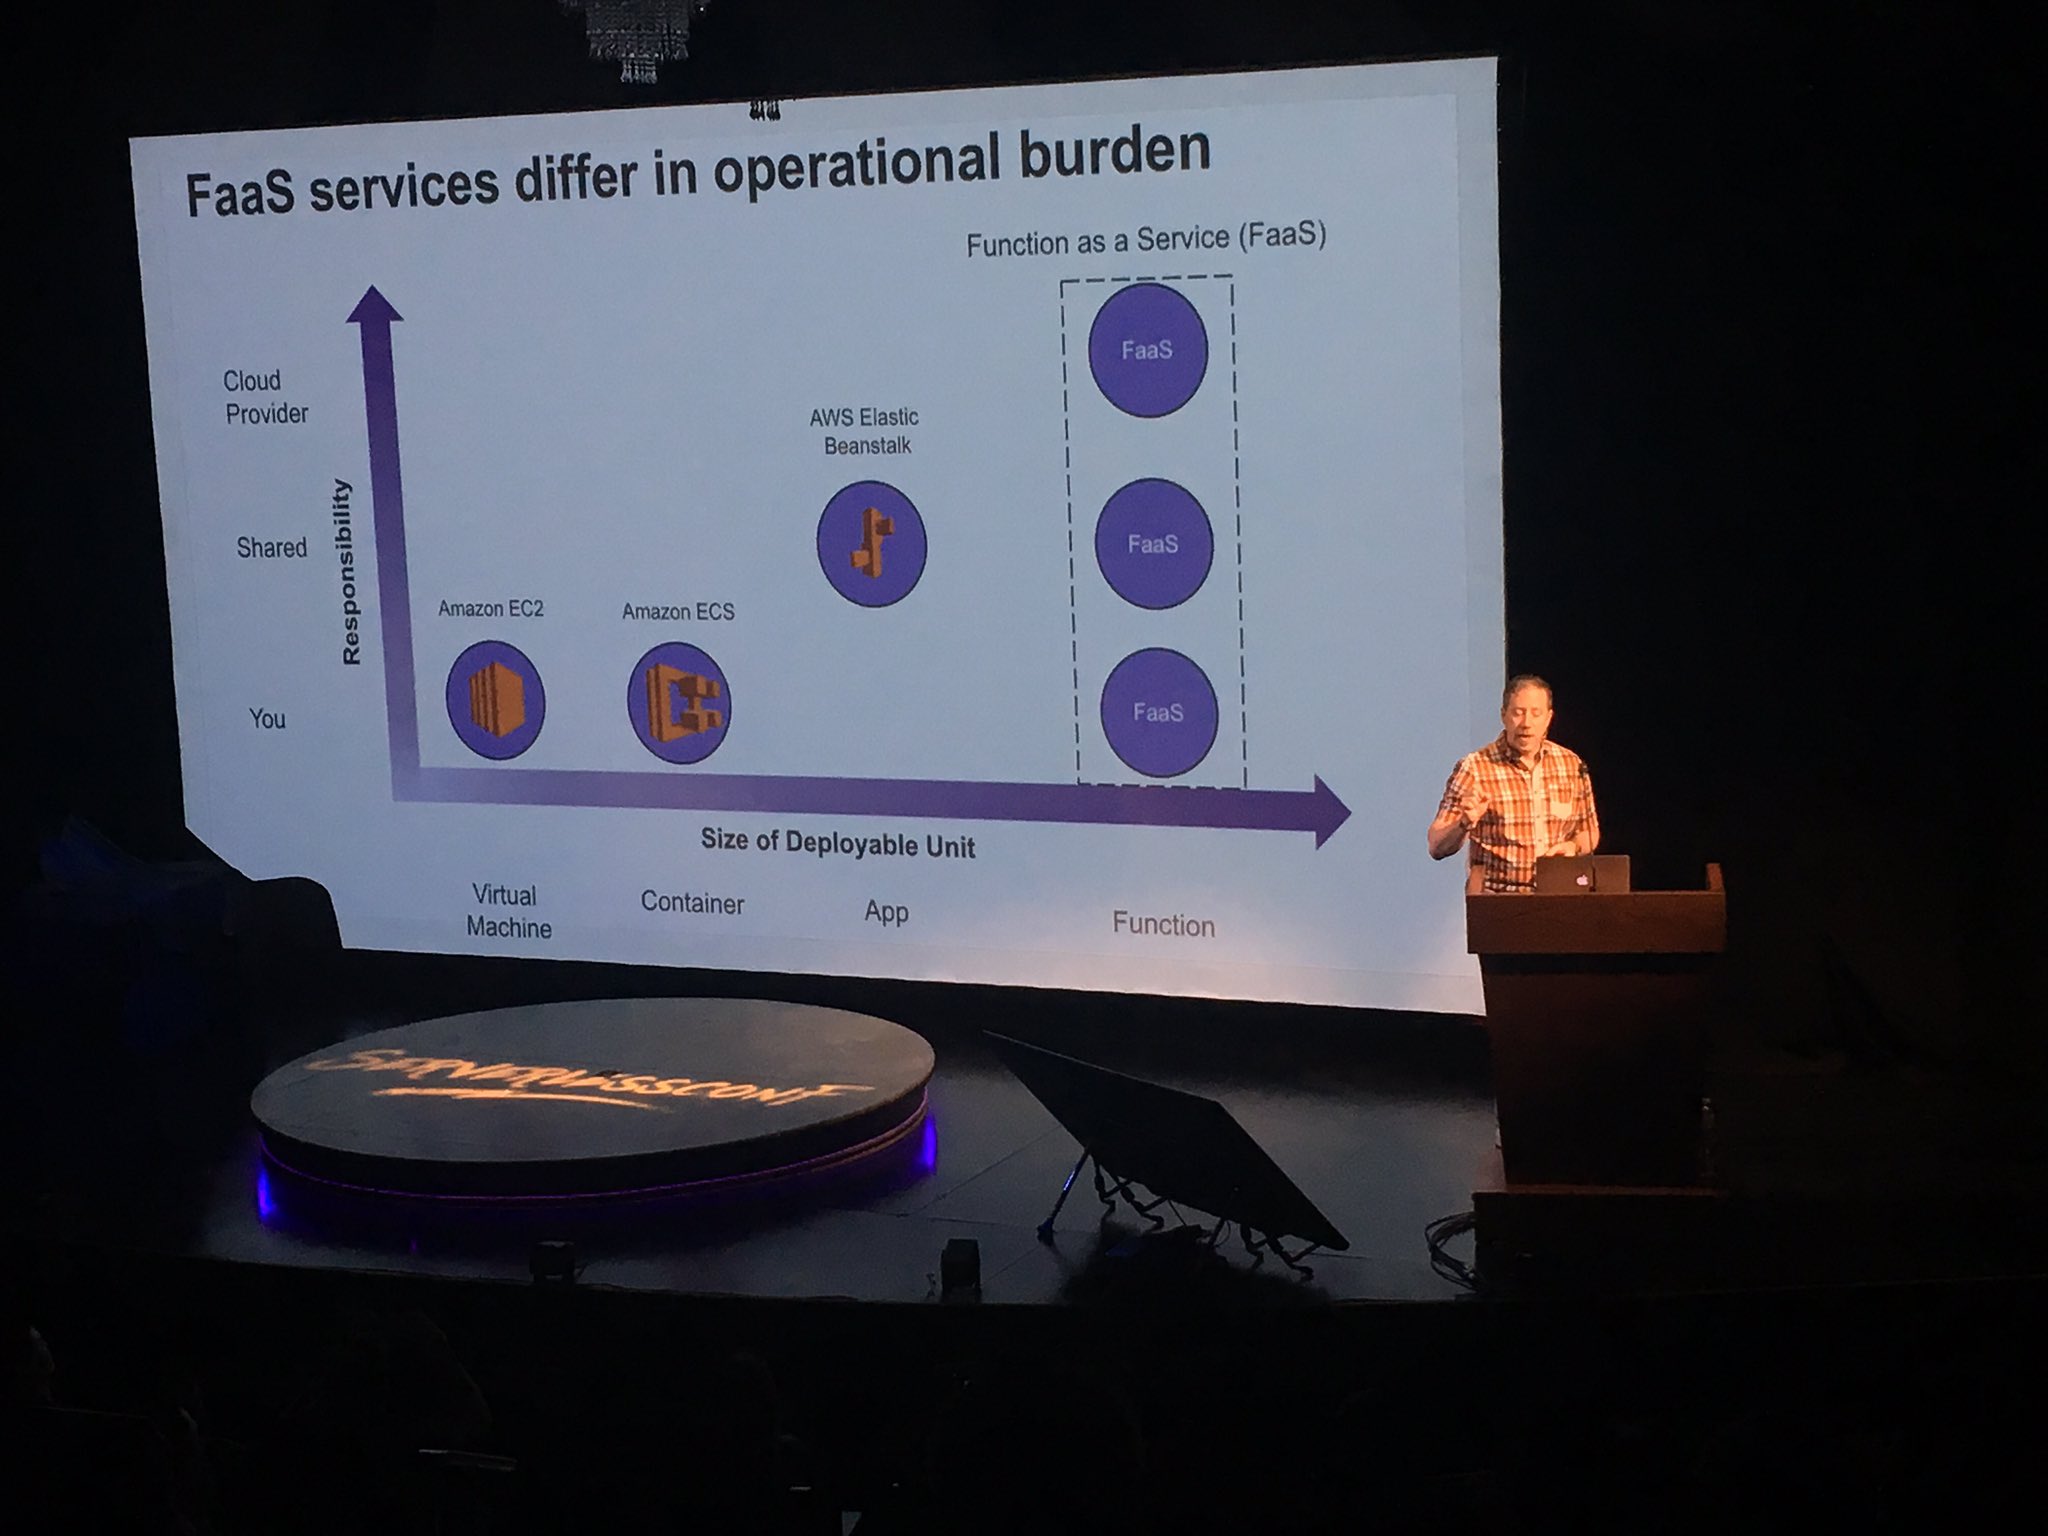 FaaS services differ in operational burden
Function as a Service (FaaS)
FaaS
Cloud
Provider
AWS Elastic
Beanstalk
Shared
FaaS
Responsibility
Amazon EC2
Amazon ECS
You
FaaS
Size of Deployable Unit
Virtual
Machine
Container
App
Function
SERVERLESSCONF